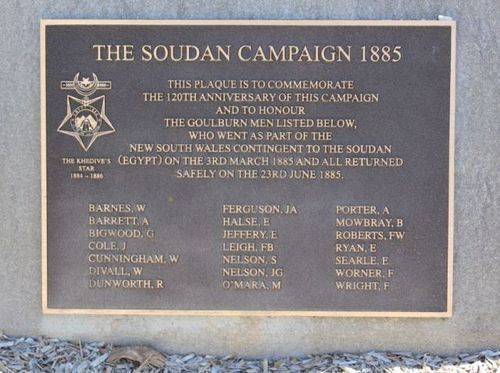 THE SOUDAN CAMPAIGN 1885
THIS PLAQUE IS TO COMMEMORATE
THE 120TH ANNIVERSARY OF THIS CAMPAIGN
AND TO HONOUR
THE GOULBURN MEN LISTED BELOW,
WHO WENT AS PART OF THE
NEW SOUTH WALES CONTINGENT TO THE SOUDAN
(EGYPT) ON THE 3RD MARCH 1885 AND ALL RETURNED
SAFELY ON THE 23RD JUNE 1885.
THE KHEDIVE'S
STAR
1884 - 1886
BARNES, W
BARRETT, A
BIGWOOD, G
COLE, J
CUNNINGHAM, W
DIVALL, W
DUNWORTH, R
FERGUSON, JA
HALSE, E
JEFFERY, E
LEIGH, FB
NELSON, S
NELSON, JG
O'MARA, M
PORTER, A
MOWBRAY, B
ROBERTS, FW
RYAN, E
SEARLE, E
WORNER, F
WRIGHT, F